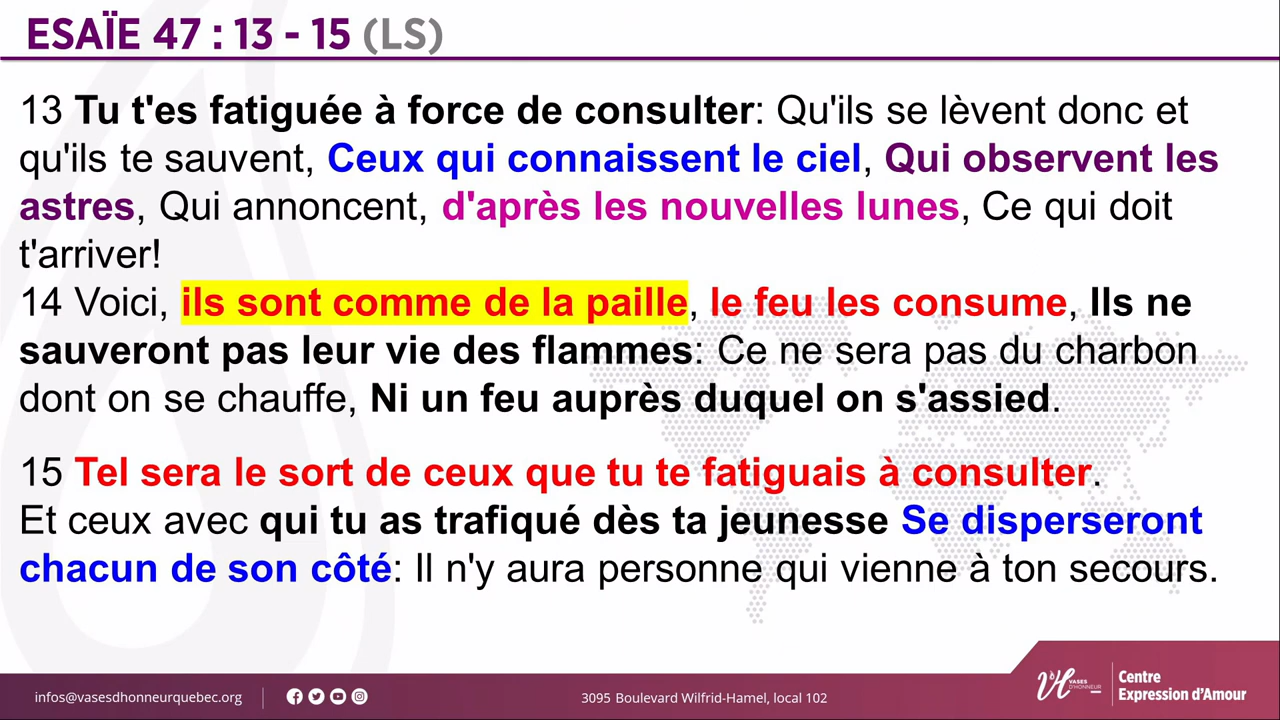 ESAÏE 47 : 13 - 15 (LS)
13 Tu t'es fatiguée à force de consulter: Qu'ils se lèvent donc et
qu'ils te sauvent, Ceux qui connaissent le ciel, Qui observent les
astres, Qui annoncent, d'après les nouvelles lunes, Ce qui doit
t'arriver!
14 Voici, ils sont comme de la paille, le feu les consume, Ils ne
sauveront pas leur vie des flammes: Ce ne sera pas du charbon
dont on se chauffe, Ni un feu auprès duquel on s'assied.
15 Tel sera le sort de ceux que tu te fatiguais à consulter.
Et ceux avec qui tu as trafiqué dès ta jeunesse Se disperseront
chacun de son côté: Il n'y aura personne qui vienne à ton secours.
infos@vasesdhonneurquebec.org
3095 Boulevard Wilfrid-Hamel, local 102
VASES
D'HONNEUR
Centre
Expression d'Amour